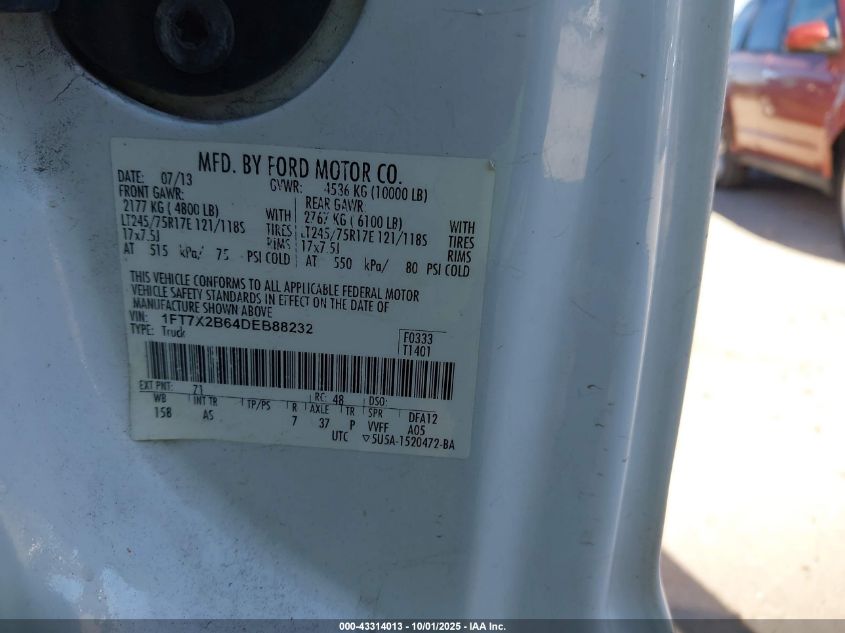 MFD. BY FORD MOTOR CO.
DATE: 07/13 GVWR: 4536 KG (10000 LB)
FRONT GAWR: REAR GAWR:
2177 KG ( 4800 LB) WITH 2767 KG ( 6100 LB) WITH
LT245/75R17E 121/118S TIRES LT245/75R17E 121/118S TIRES
17x7.5J RIMS 17x7.5J RIMS
AT 515 kPa/ 75 PSI COLD AT 550 kPa/ 80 PSI COLD
THIS VEHICLE CONFORMS TO ALL APPLICABLE FEDERAL MOTOR
VEHICLE SAFETY STANDARDS IN EFFECT ON THE DATE OF
MANUFACTURE SHOWN ABOVE
VIN: 1FT7X2B64DEB88232
TYPE: Truck
F0333
T1401
EXT PNT: Z1 RC: 48 DSO:
WB INT TR TP/PS R AXLE TR SPR DFA12
158 AS 7 37 P VVFF A05
UTC ▽5U5A-1520472-BA
000-43314013 - 10/01/2025 - IAA Inc.